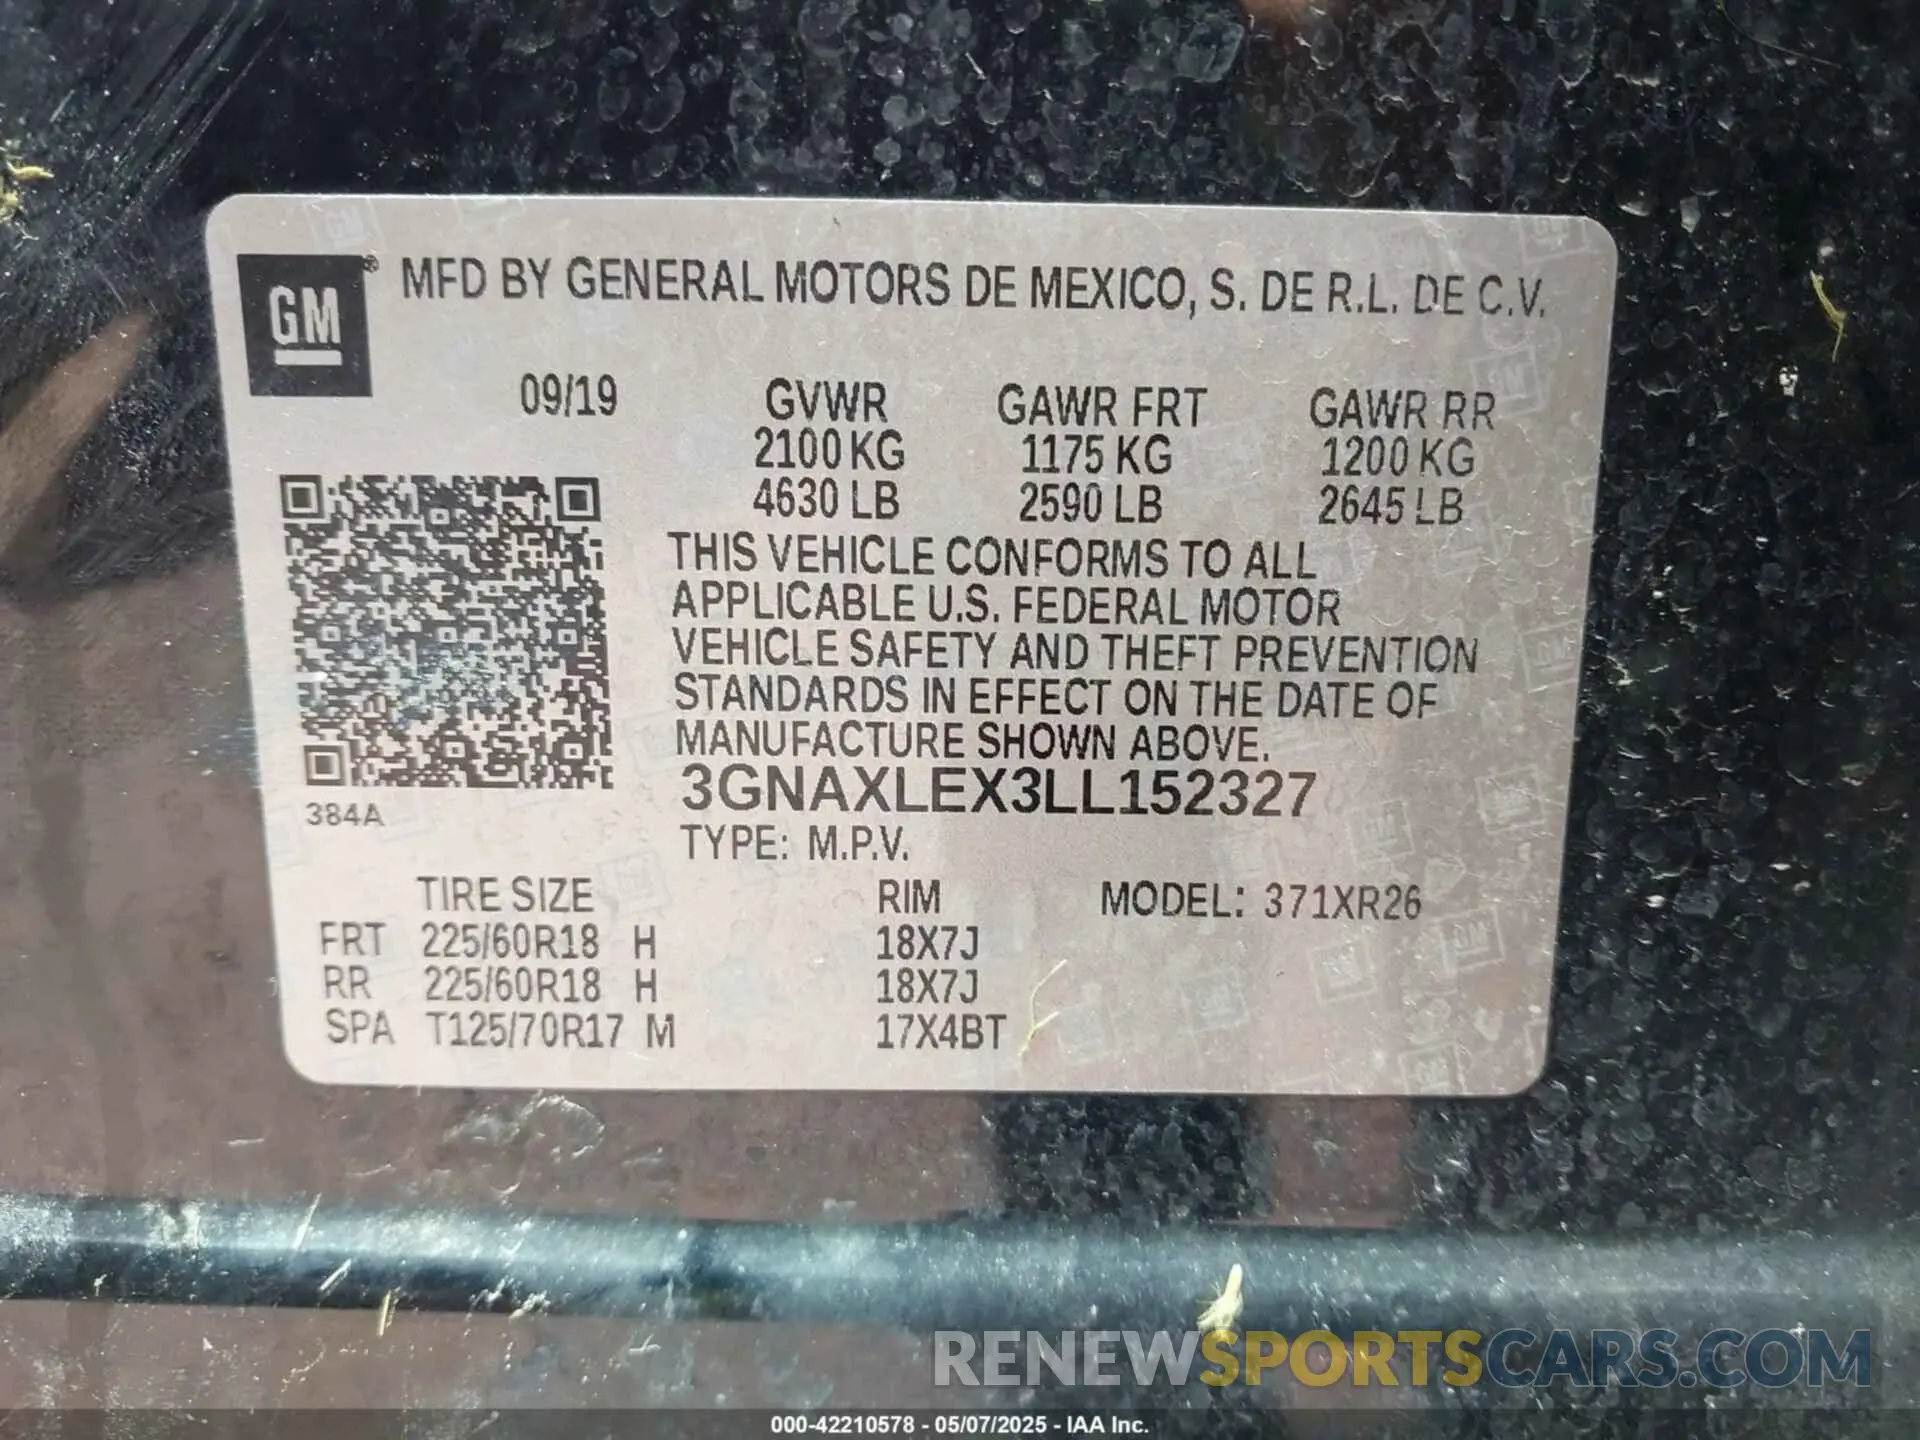 GM ® MFD BY GENERAL MOTORS DE MEXICO, S. DE R.L. DE C.V.
09/19 GVWR GAWR FRT GAWR RR
2100 KG 1175 KG 1200 KG
4630 LB 2590 LB 2645 LB
THIS VEHICLE CONFORMS TO ALL
APPLICABLE U.S. FEDERAL MOTOR
VEHICLE SAFETY AND THEFT PREVENTION
STANDARDS IN EFFECT ON THE DATE OF
MANUFACTURE SHOWN ABOVE.
3GNAXLEX3LL152327
384A
TYPE: M.P.V.
TIRE SIZE RIM MODEL: 371XR26
FRT 225/60R18 H 18X7J
RR 225/60R18 H 18X7J
SPA T125/70R17 M 17X4BT
RENEWSPORTSCARS.COM
000-42210578 - 05/07/2025 - IAA Inc.